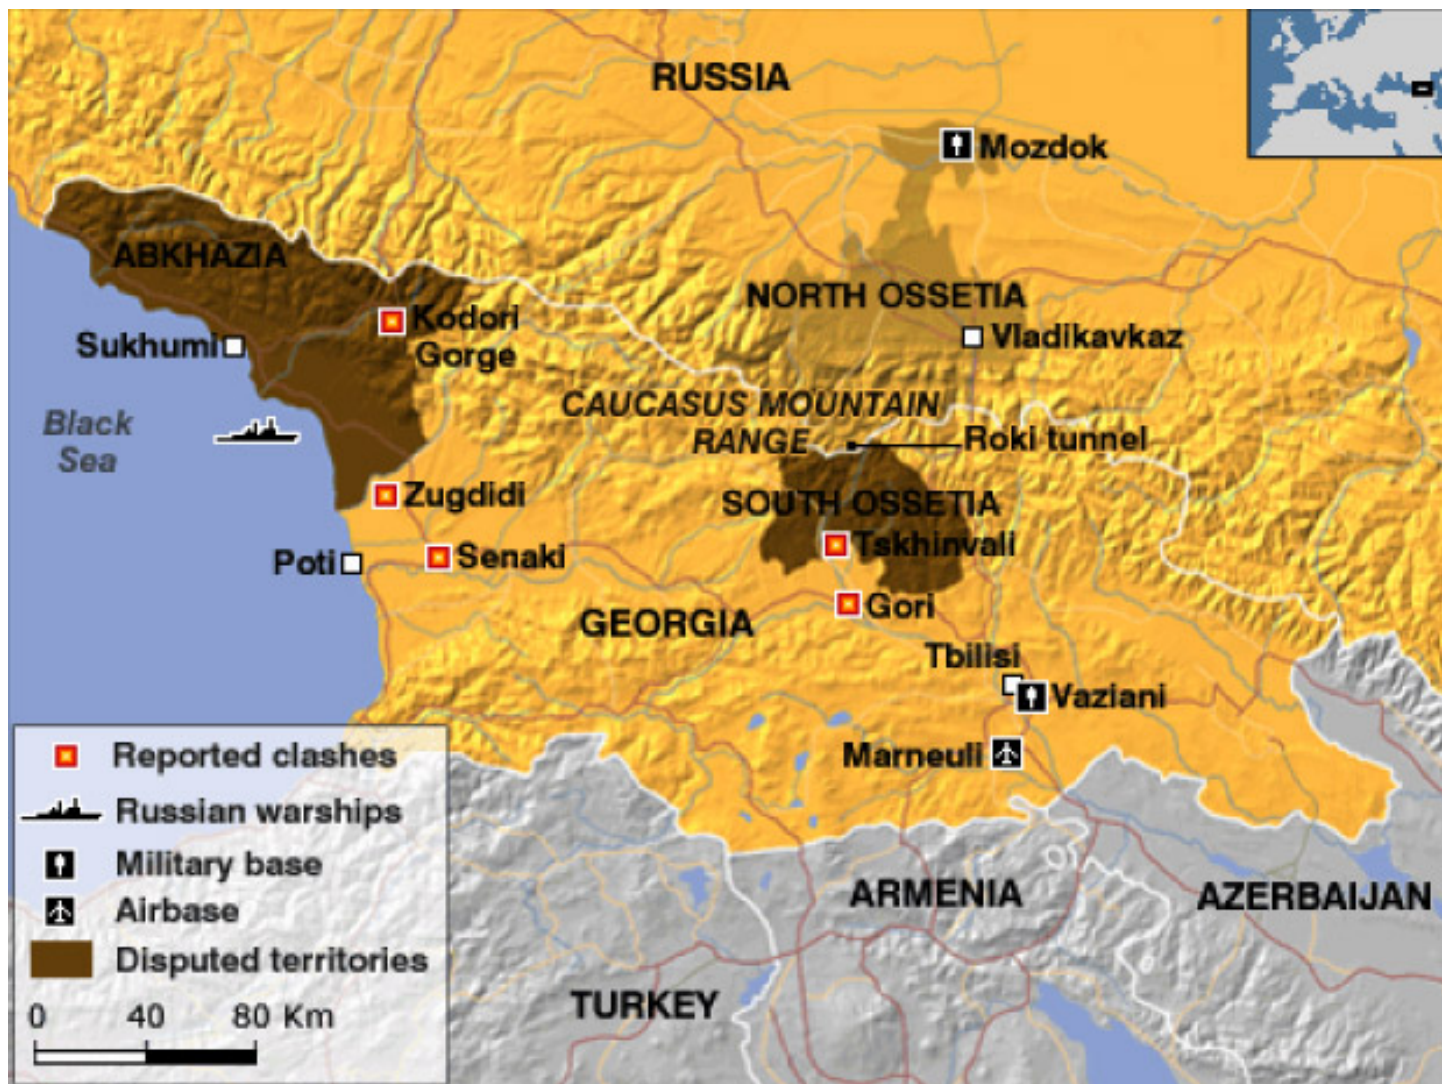 RUSSIA
Mozdok
ABKHAZIA
NORTH OSSETIA
Kodori
Gorge
Sukhumi
Vladikavkaz
CAUCASUS MOUNTAIN
RANGE
Black
Sea
Roki tunnel
Zugdidi
SOUTH OSSETIA
Tskhinvali
Poti
Senaki
Gori
GEORGIA
Tbilisi
Vaziani
Marneuli
Reported clashes
Russian warships
Military base
Airbase
Disputed territories
0 40 80 Km
ARMENIA
AZERBAIJAN
TURKEY